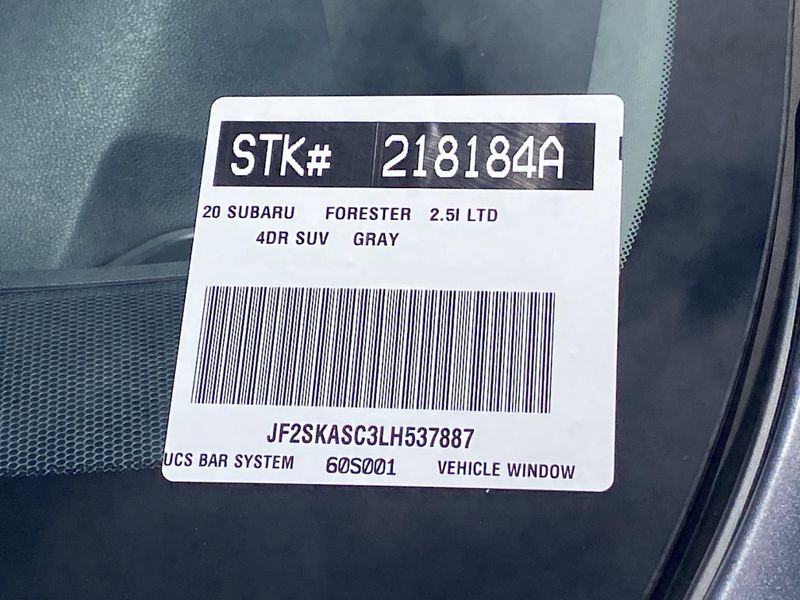 STK# 218184A
20 SUBARU FORESTER 2.5I LTD
4DR SUV GRAY
JF2SKASC3LH537887
UCS BAR SYSTEM 60S001 VEHICLE WINDOW